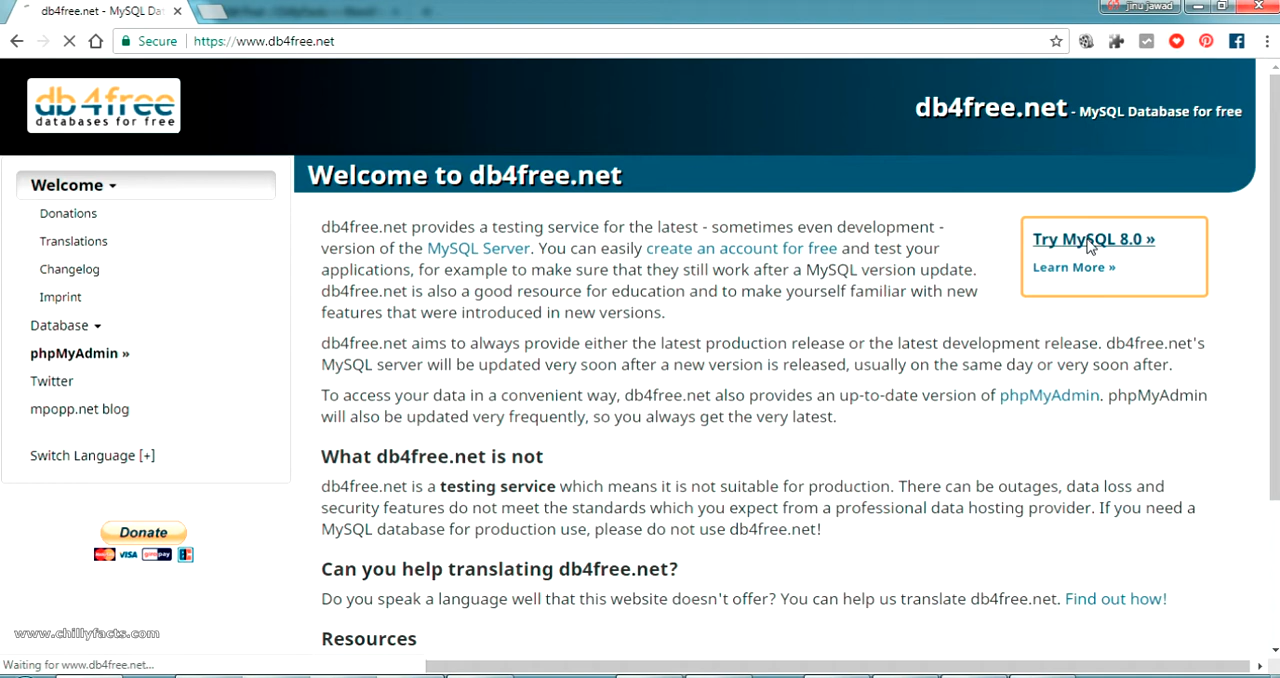 db4free.net - MySQL Da
jinu jawad
Secure
https://www.db4free.net
db4free
databases for free
db4free.net - MySQL Database for free
Welcome
Donations
Translations
Changelog
Imprint
Database
phpMyAdmin »
Twitter
mpopp.net blog
Switch Language [+]
Donate
VISA
Welcome to db4free.net
db4free.net provides a testing service for the latest - sometimes even development -
version of the MySQL Server. You can easily create an account for free and test your
applications, for example to make sure that they still work after a MySQL version update.
db4free.net is also a good resource for education and to make yourself familiar with new
features that were introduced in new versions.
Try MySQL 8.0 »
Learn More »
db4free.net aims to always provide either the latest production release or the latest development release. db4free.net's
MySQL server will be updated very soon after a new version is released, usually on the same day or very soon after.
To access your data in a convenient way, db4free.net also provides an up-to-date version of phpMyAdmin. phpMyAdmin
will also be updated very frequently, so you always get the very latest.
What db4free.net is not
db4free.net is a testing service which means it is not suitable for production. There can be outages, data loss and
security features do not meet the standards which you expect from a professional data hosting provider. If you need a
MySQL database for production use, please do not use db4free.net!
Can you help translating db4free.net?
Do you speak a language well that this website doesn't offer? You can help us translate db4free.net. Find out how!
Resources
www.chillyfacts.com
Waiting for www.db4free.net...